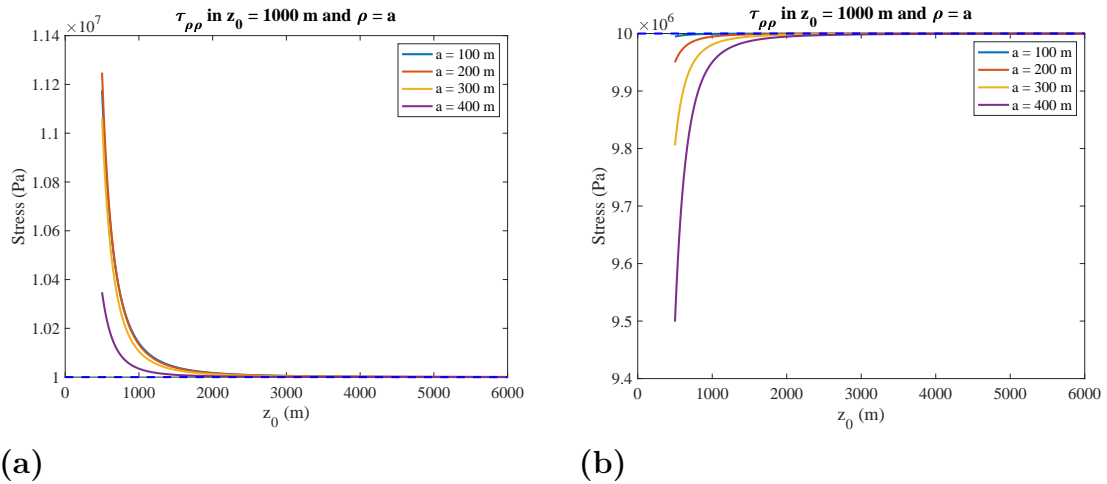 τρρ in z0 = 1000 m and ρ = a
×10^7
1.14
1.12
1.1
1.08
1.06
1.04
1.02
1
Stress (Pa)
0 1000 2000 3000 4000 5000 6000
z0 (m)
a = 100 m
a = 200 m
a = 300 m
a = 400 m
(a)
τρρ in z0 = 1000 m and ρ = a
×10^6
10
9.9
9.8
9.7
9.6
9.5
9.4
Stress (Pa)
0 1000 2000 3000 4000 5000 6000
z0 (m)
a = 100 m
a = 200 m
a = 300 m
a = 400 m
(b)